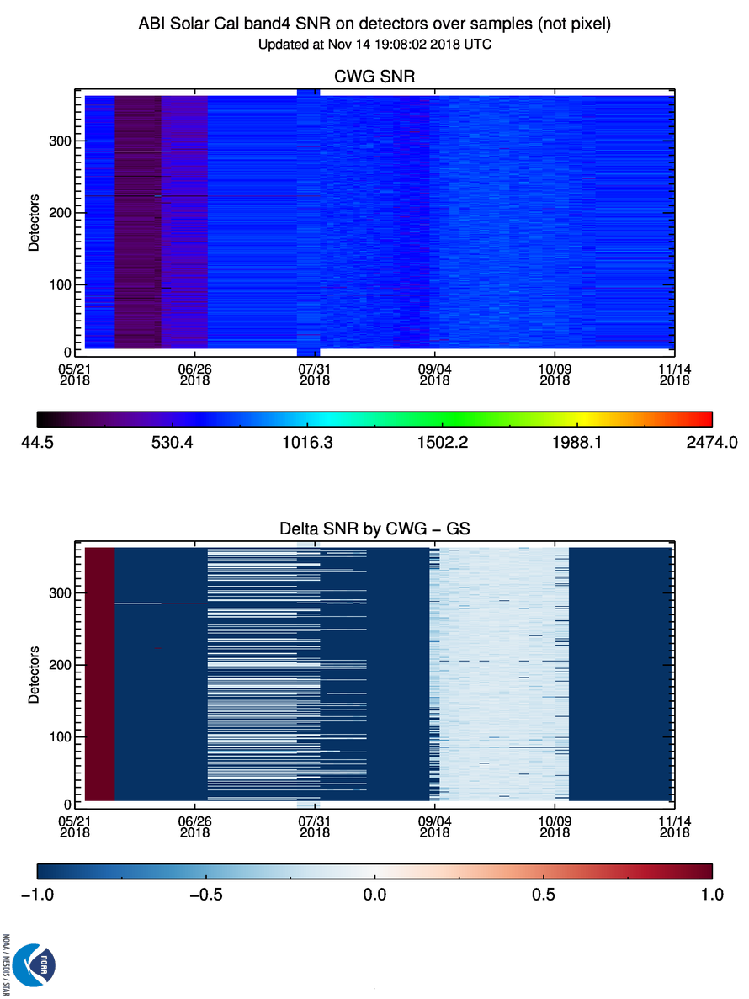 ABI Solar Cal band4 SNR on detectors over samples (not pixel)
Updated at Nov 14 19:08:02 2018 UTC
CWG SNR
Detectors
300
200
100
0
05/21 06/26 07/31 09/04 10/09 11/14
2018 2018 2018 2018 2018 2018
44.5 530.4 1016.3 1502.2 1988.1 2474.0
Delta SNR by CWG − GS
Detectors
300
200
100
0
05/21 06/26 07/31 09/04 10/09 11/14
2018 2018 2018 2018 2018 2018
−1.0 −0.5 0.0 0.5 1.0
NOAA / NESDIS / STAR
NOAA